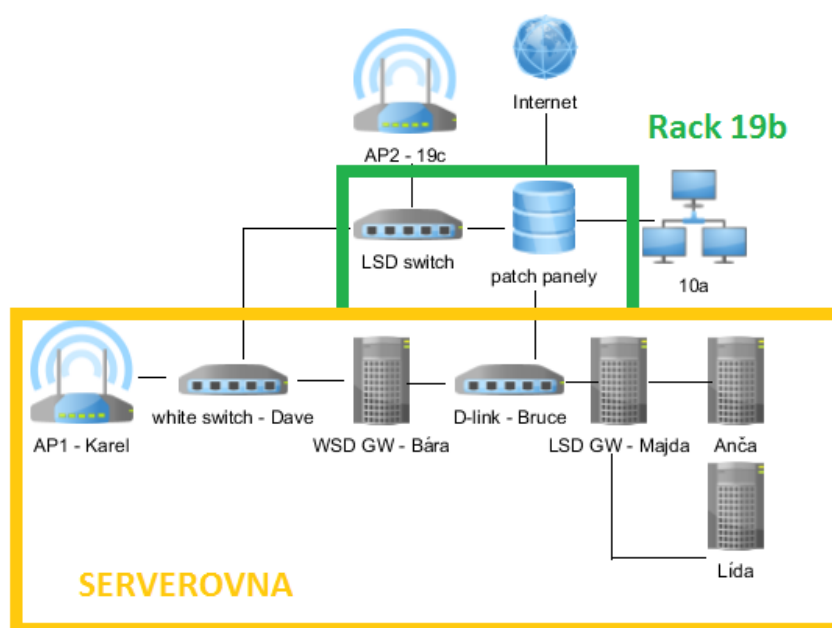 Internet
Rack 19b
AP2 - 19c
LSD switch
patch panely
10a
AP1 - Karel
white switch - Dave
WSD GW - Bára
D-link - Bruce
LSD GW - Majda
Anča
Lída
SERVEROVNA